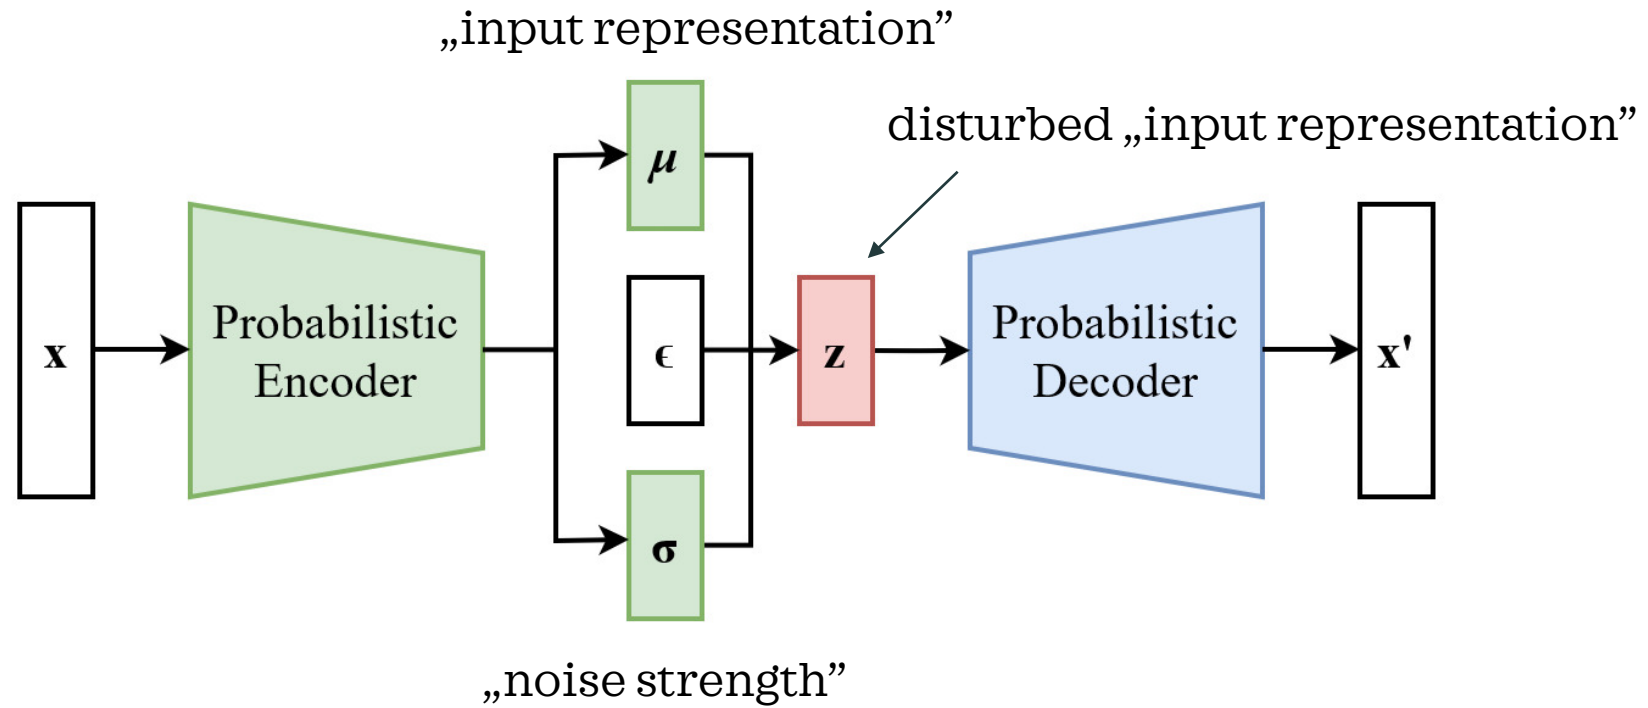 „input representation”
disturbed „input representation”
μ
x
Probabilistic
Encoder
ϵ
z
Probabilistic
Decoder
x'
σ
„noise strength”